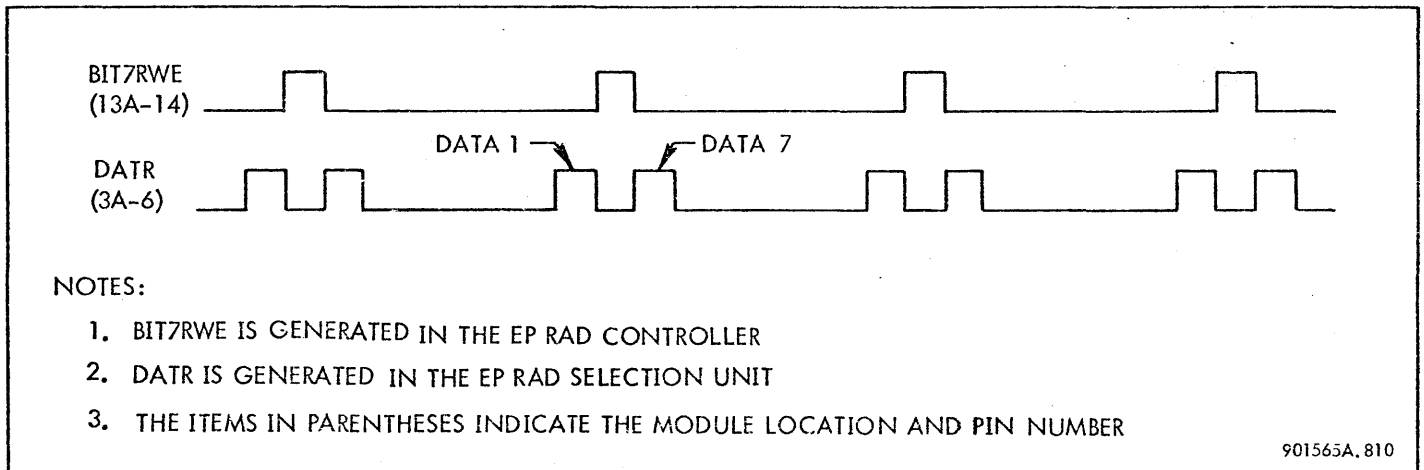 BIT7RWE
(13A-14)
DATA 1
DATA 7
DATR
(3A-6)
NOTES:
1. BIT7RWE IS GENERATED IN THE EP RAD CONTROLLER
2. DATR IS GENERATED IN THE EP RAD SELECTION UNIT
3. THE ITEMS IN PARENTHESES INDICATE THE MODULE LOCATION AND PIN NUMBER
901565A.810